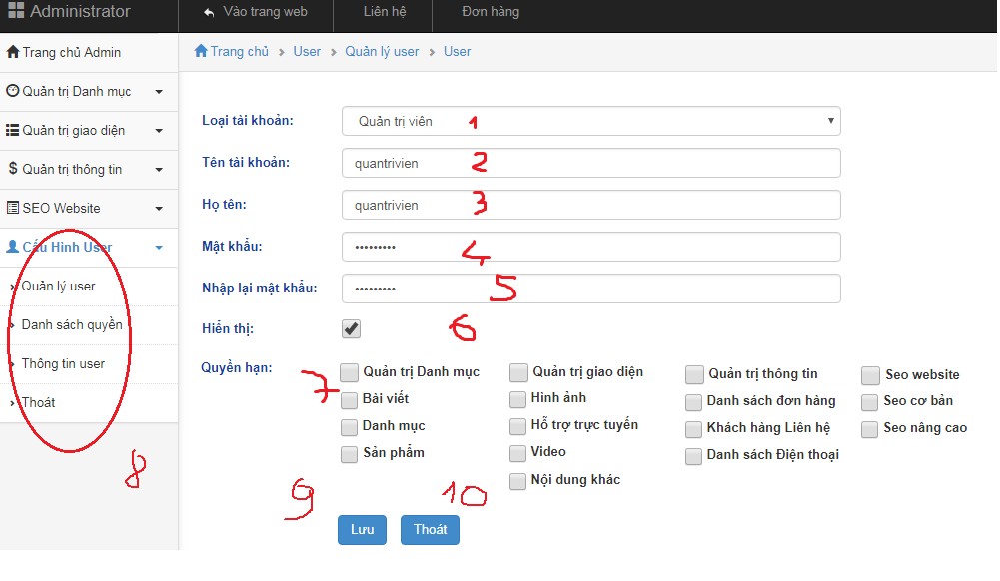 Administrator
Vào trang web
Liên hệ
Đơn hàng
Trang chủ Admin
Quản trị Danh mục
Quản trị giao diện
Quản trị thông tin
SEO Website
Cấu Hình User
Quản lý user
Danh sách quyền
Thông tin user
Thoát
8
Trang chủ > User > Quản lý user > User
Loại tài khoản: Quản trị viên 1
Tên tài khoản: quantrivien 2
Họ tên: quantrivien 3
Mật khẩu: ••••••••• 4
Nhập lại mật khẩu: ••••••••• 5
Hiển thị: 6
Quyền hạn: 7
Quản trị Danh mục
Bài viết
Danh mục
Sản phẩm
Quản trị giao diện
Hình ảnh
Hỗ trợ trực tuyến
Video
Nội dung khác
Quản trị thông tin
Danh sách đơn hàng
Khách hàng Liên hệ
Danh sách Điện thoại
Seo website
Seo cơ bản
Seo nâng cao
9 10
Lưu Thoát